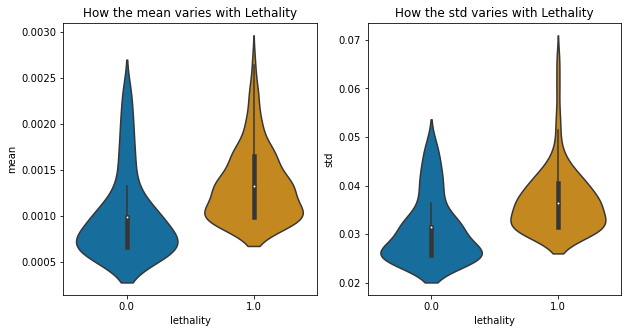 How the mean varies with Lethality
mean
0.0030
0.0025
0.0020
0.0015
0.0010
0.0005
0.0
1.0
lethality
How the std varies with Lethality
std
0.07
0.06
0.05
0.04
0.03
0.02
0.0
1.0
lethality